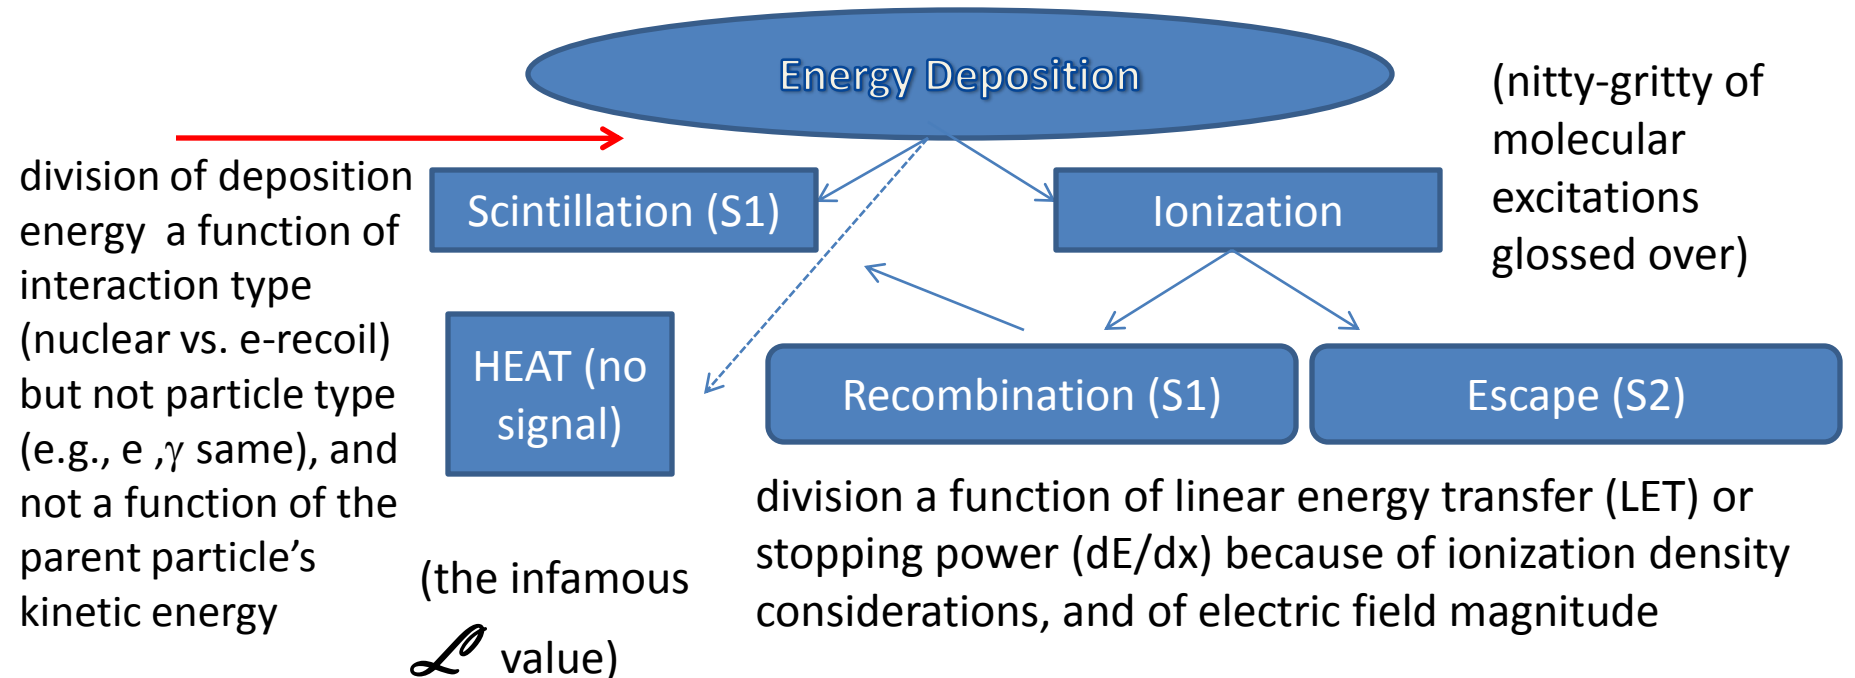 Energy Deposition
(nitty-gritty of
molecular
excitations
glossed over)
division of deposition
energy a function of
interaction type
(nuclear vs. e-recoil)
but not particle type
(e.g., e ,γ same), and
not a function of the
parent particle’s
kinetic energy
Scintillation (S1)
Ionization
HEAT (no
signal)
Recombination (S1)
Escape (S2)
(the infamous
ℒ value)
division a function of linear energy transfer (LET) or
stopping power (dE/dx) because of ionization density
considerations, and of electric field magnitude